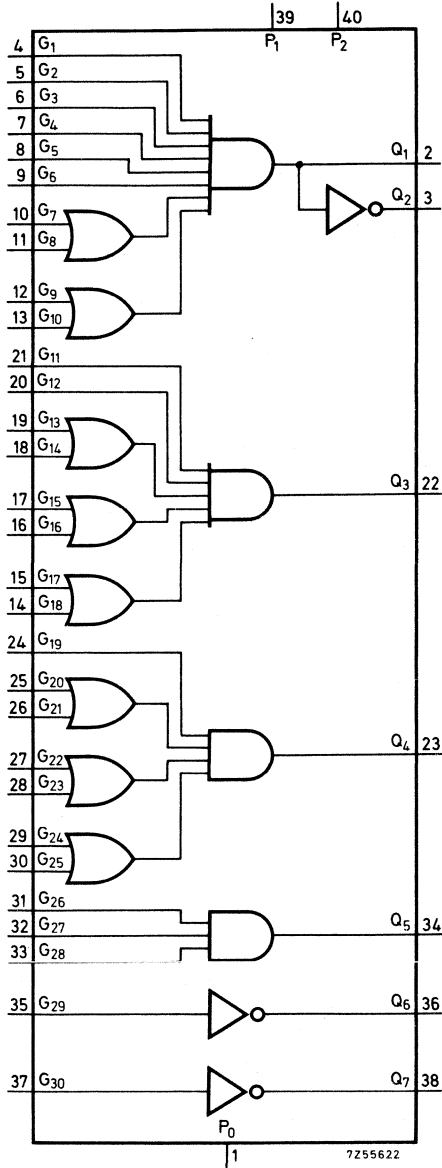 39 40
P1 P2
4 G1
5 G2
6 G3
7 G4
8 G5
9 G6
Q1 2
Q2 3
10 G7
11 G8
12 G9
13 G10
21 G11
20 G12
19 G13
18 G14
17 G15
16 G16
Q3 22
15 G17
14 G18
24 G19
25 G20
26 G21
27 G22
28 G23
Q4 23
29 G24
30 G25
31 G26
32 G27
33 G28
Q5 34
35 G29
Q6 36
37 G30
Q7 38
P0
1
7Z55622